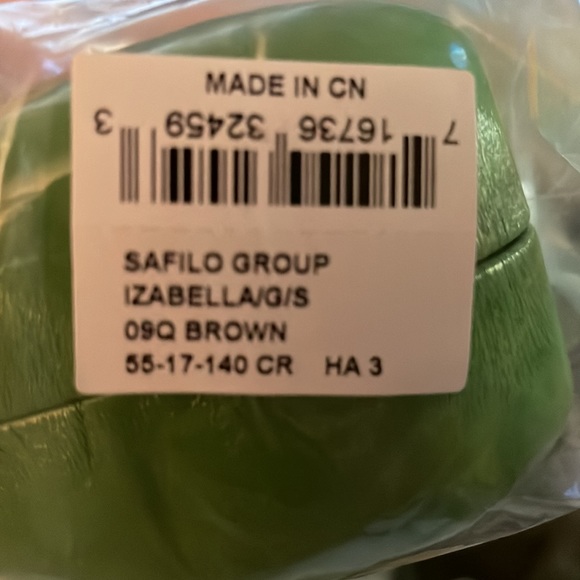 MADE IN CN
7 16736 32459 3
SAFILO GROUP
IZABELLA/G/S
09Q BROWN
55-17-140 CR HA 3